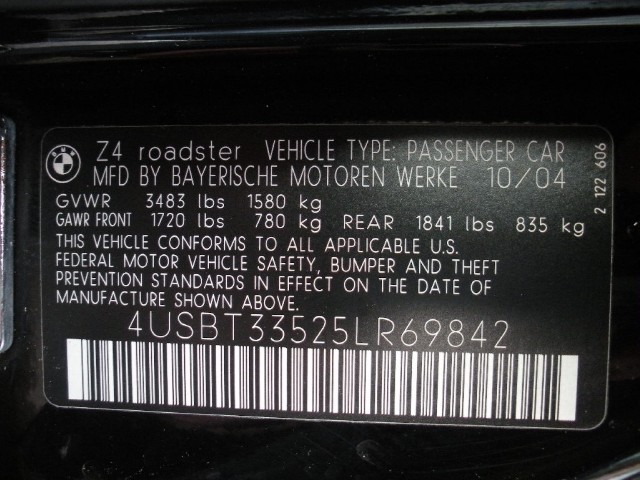 BMW
Z4 roadster VEHICLE TYPE: PASSENGER CAR
MFD BY BAYERISCHE MOTOREN WERKE 10/04
GVWR 3483 lbs 1580 kg
GAWR FRONT 1720 lbs 780 kg REAR 1841 lbs 835 kg
THIS VEHICLE CONFORMS TO ALL APPLICABLE U.S.
FEDERAL MOTOR VEHICLE SAFETY, BUMPER AND THEFT
PREVENTION STANDARDS IN EFFECT ON THE DATE OF
MANUFACTURE SHOWN ABOVE.
4USBT33525LR69842
2 122 606